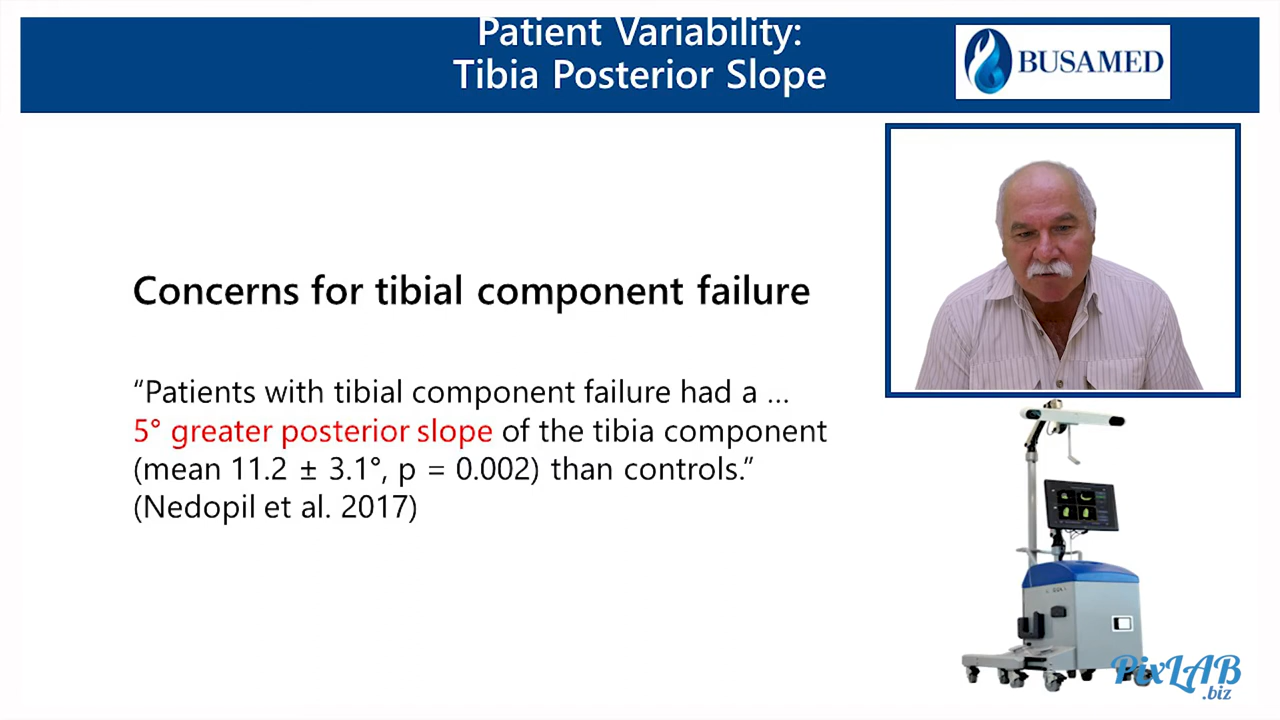 Patient Variability:
Tibia Posterior Slope
BUSAMED
Concerns for tibial component failure
“Patients with tibial component failure had a ...
5° greater posterior slope of the tibia component
(mean 11.2 ± 3.1°, p = 0.002) than controls.”
(Nedopil et al. 2017)
PixLAB
.biz